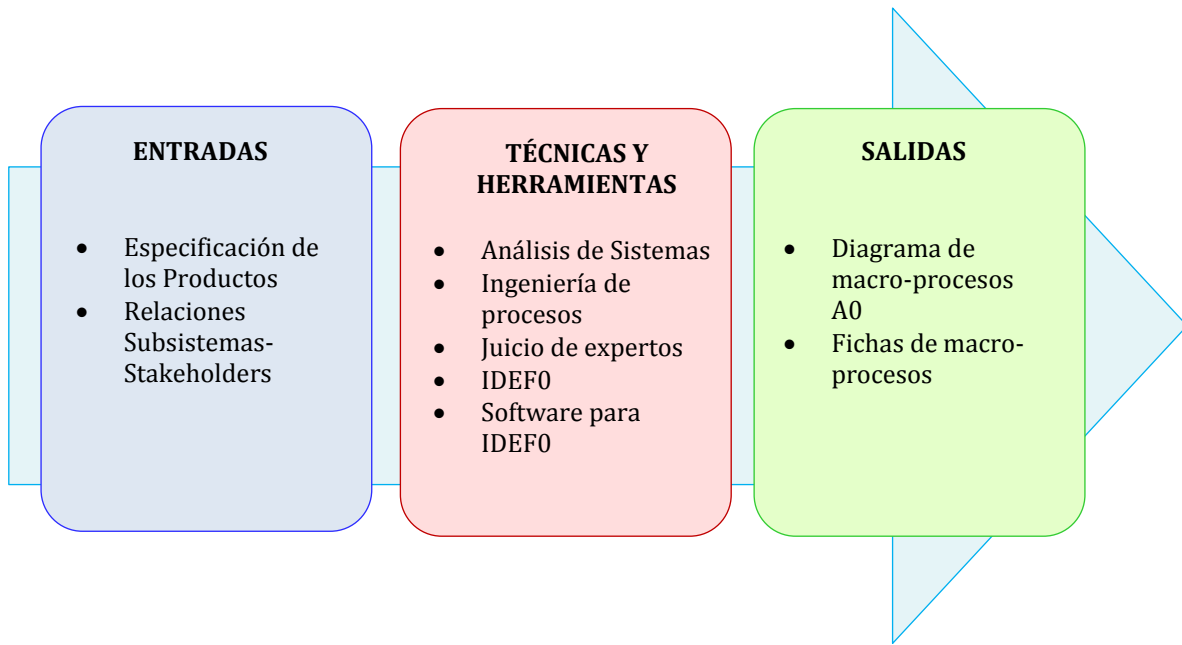 ENTRADAS
• Especificación de
los Productos
• Relaciones
Subsistemas-
Stakeholders
TÉCNICAS Y
HERRAMIENTAS
• Análisis de Sistemas
• Ingeniería de
procesos
• Juicio de expertos
• IDEF0
• Software para
IDEF0
SALIDAS
• Diagrama de
macro-procesos
A0
• Fichas de macro-
procesos